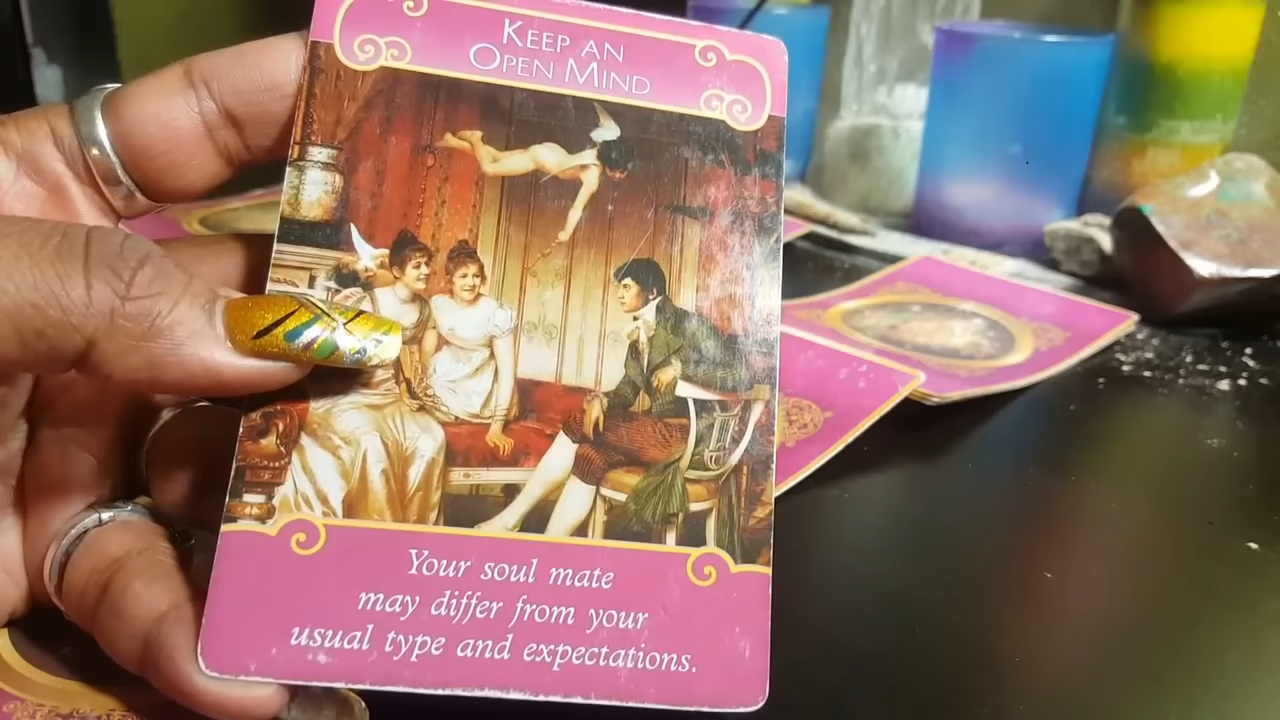 KEEP AN
OPEN MIND
Your soul mate
may differ from your
usual type and expectations.